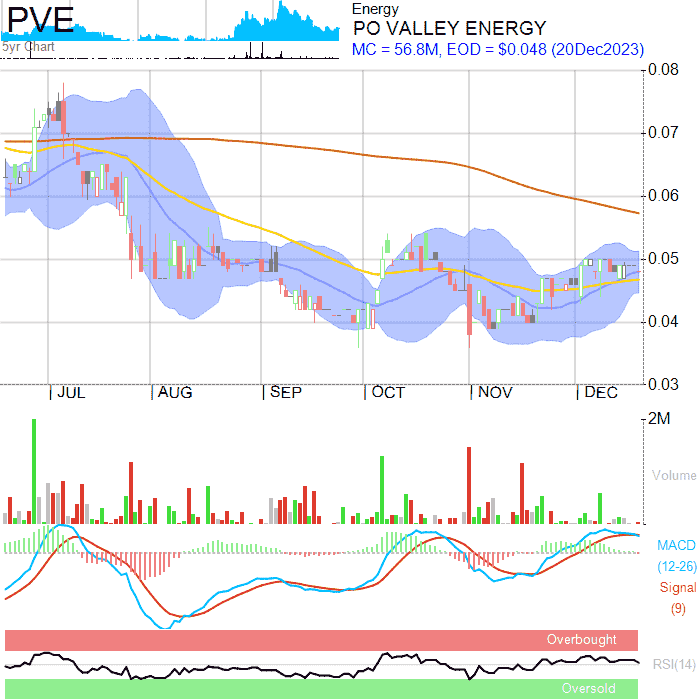 PVE
5yr Chart
Energy
PO VALLEY ENERGY
MC = 56.8M, EOD = $0.048 (20Dec2023)
0.08
0.07
0.06
0.05
0.04
0.03
JUL AUG SEP OCT NOV DEC
2M
Volume
MACD
(12-26)
Signal
(9)
Overbought
RSI(14)
Oversold